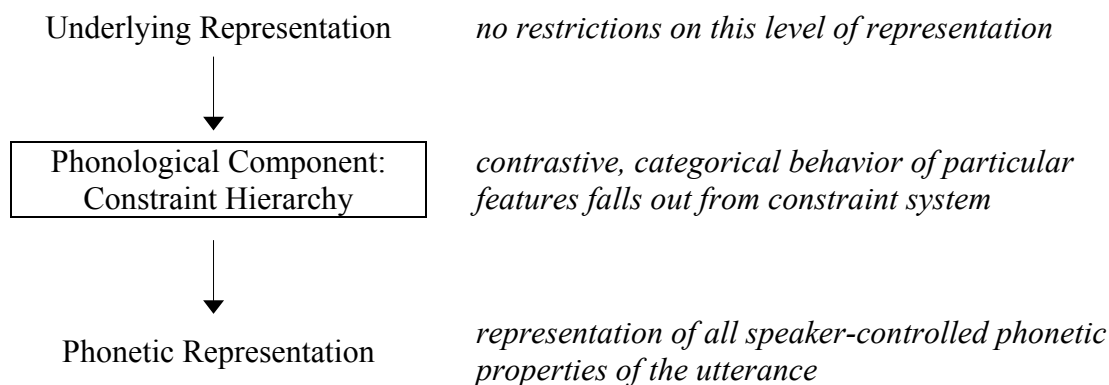 Underlying Representation
no restrictions on this level of representation
Phonological Component:
Constraint Hierarchy
contrastive, categorical behavior of particular
features falls out from constraint system
Phonetic Representation
representation of all speaker-controlled phonetic
properties of the utterance